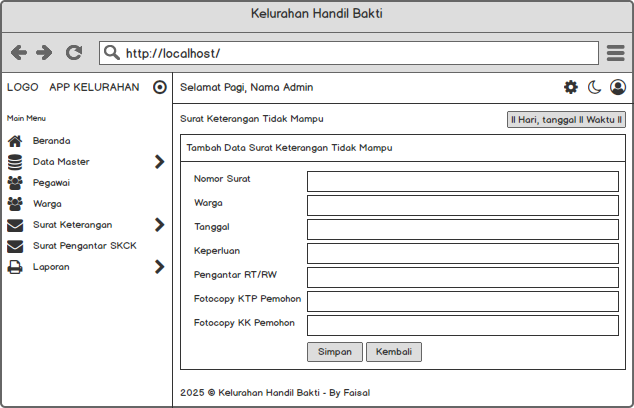 Kelurahan Handil Bakti
http://localhost/
LOGO APP KELURAHAN
Selamat Pagi, Nama Admin
Main Menu
Beranda
Data Master
Pegawai
Warga
Surat Keterangan
Surat Pengantar SKCK
Laporan
Surat Keterangan Tidak Mampu
|| Hari, tanggal || Waktu ||
Tambah Data Surat Keterangan Tidak Mampu
Nomor Surat
Warga
Tanggal
Keperluan
Pengantar RT/RW
Fotocopy KTP Pemohon
Fotocopy KK Pemohon
Simpan Kembali
2025 © Kelurahan Handil Bakti - By Faisal